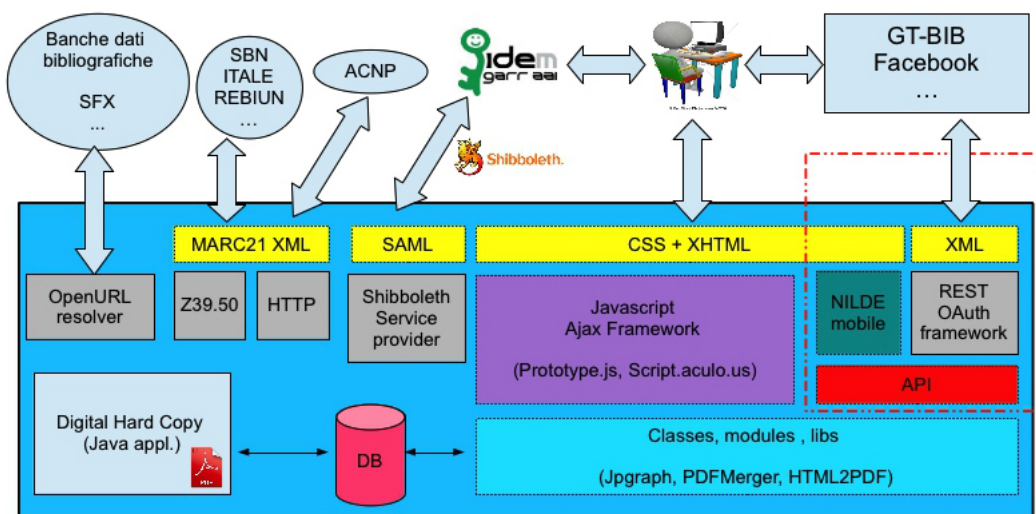 Banche dati
bibliografiche
SFX
...
SBN
ITALE
REBIUN
...
ACNP
idem
garr aai
GT-BIB
Facebook
...
Shibboleth.
MARC21 XML
SAML
CSS + XHTML
XML
OpenURL
resolver
Z39.50
HTTP
Shibboleth
Service
provider
Javascript
Ajax Framework
(Prototype.js, Script.aculo.us)
NILDE
mobile
REST
OAuth
framework
API
Digital Hard Copy
(Java appl.)
DB
Classes, modules , libs
(Jpgraph, PDFMerger, HTML2PDF)